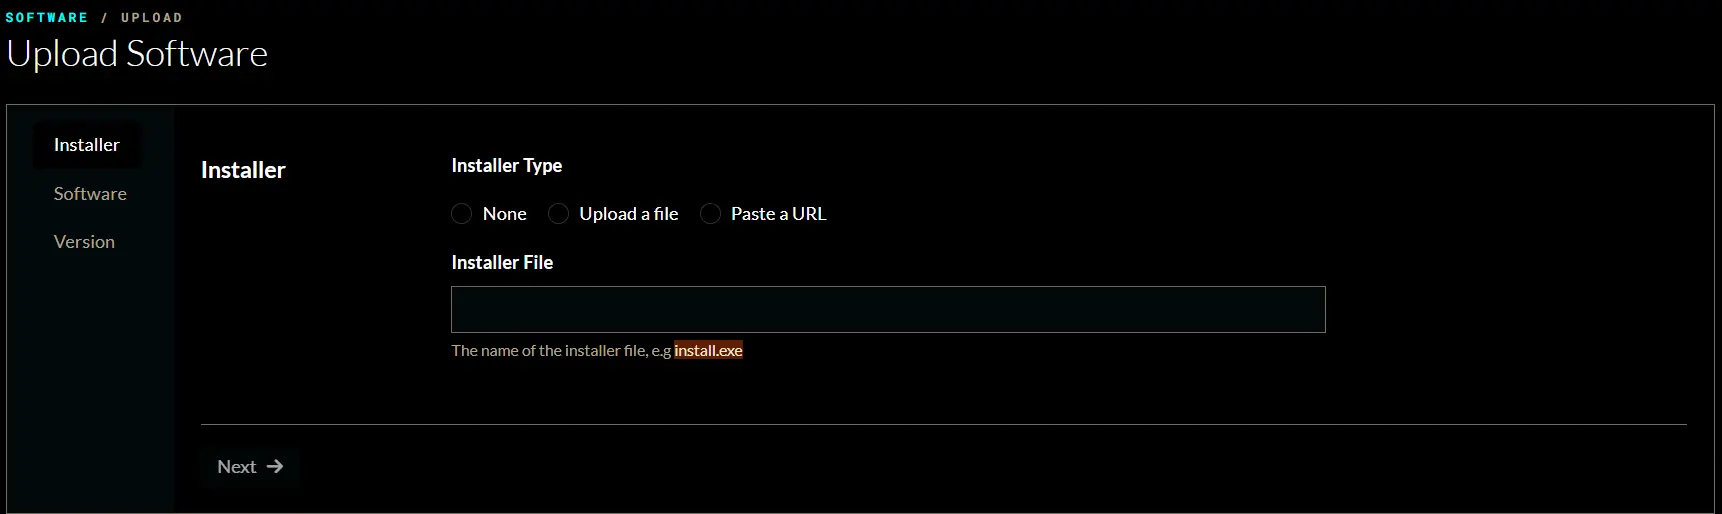 SOFTWARE / UPLOAD
Upload Software
Installer
Software
Version
Installer
Installer Type
None Upload a file Paste a URL
Installer File
The name of the installer file, e.g install.exe
Next →